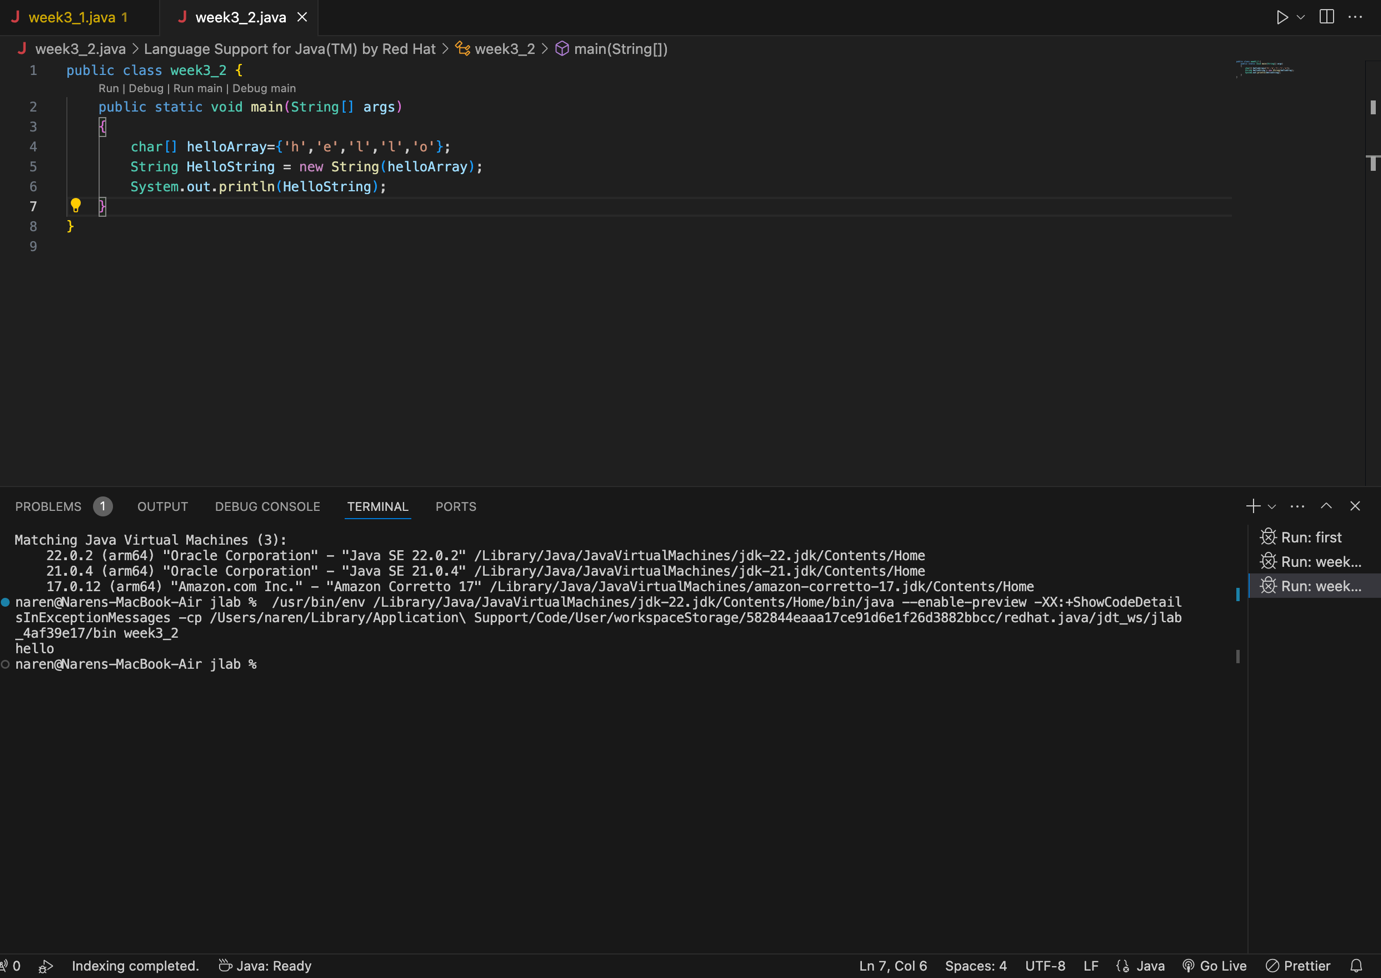 J week3_1.java 1 J week3_2.java
J week3_2.java > Language Support for Java(TM) by Red Hat > week3_2 > main(String[])
1 public class week3_2 {
Run | Debug | Run main | Debug main
2 public static void main(String[] args)
3 {
4 char[] helloArray={'h','e','l','l','o'};
5 String HelloString = new String(helloArray);
6 System.out.println(HelloString);
7 }
8 }
9
PROBLEMS 1 OUTPUT DEBUG CONSOLE TERMINAL PORTS
Matching Java Virtual Machines (3):
22.0.2 (arm64) "Oracle Corporation" - "Java SE 22.0.2" /Library/Java/JavaVirtualMachines/jdk-22.jdk/Contents/Home
21.0.4 (arm64) "Oracle Corporation" - "Java SE 21.0.4" /Library/Java/JavaVirtualMachines/jdk-21.jdk/Contents/Home
17.0.12 (arm64) "Amazon.com Inc." - "Amazon Corretto 17" /Library/Java/JavaVirtualMachines/amazon-corretto-17.jdk/Contents/Home
naren@Narens-MacBook-Air jlab % /usr/bin/env /Library/Java/JavaVirtualMachines/jdk-22.jdk/Contents/Home/bin/java --enable-preview -XX:+ShowCodeDetail
sInExceptionMessages -cp /Users/naren/Library/Application\ Support/Code/User/workspaceStorage/582844eaaa17ce91d6e1f26d3882bbcc/redhat.java/jdt_ws/jlab
_4af39e17/bin week3_2
hello
naren@Narens-MacBook-Air jlab %
Run: first
Run: week...
Run: week...
0 Indexing completed. Java: Ready Ln 7, Col 6 Spaces: 4 UTF-8 LF {} Java Go Live Prettier